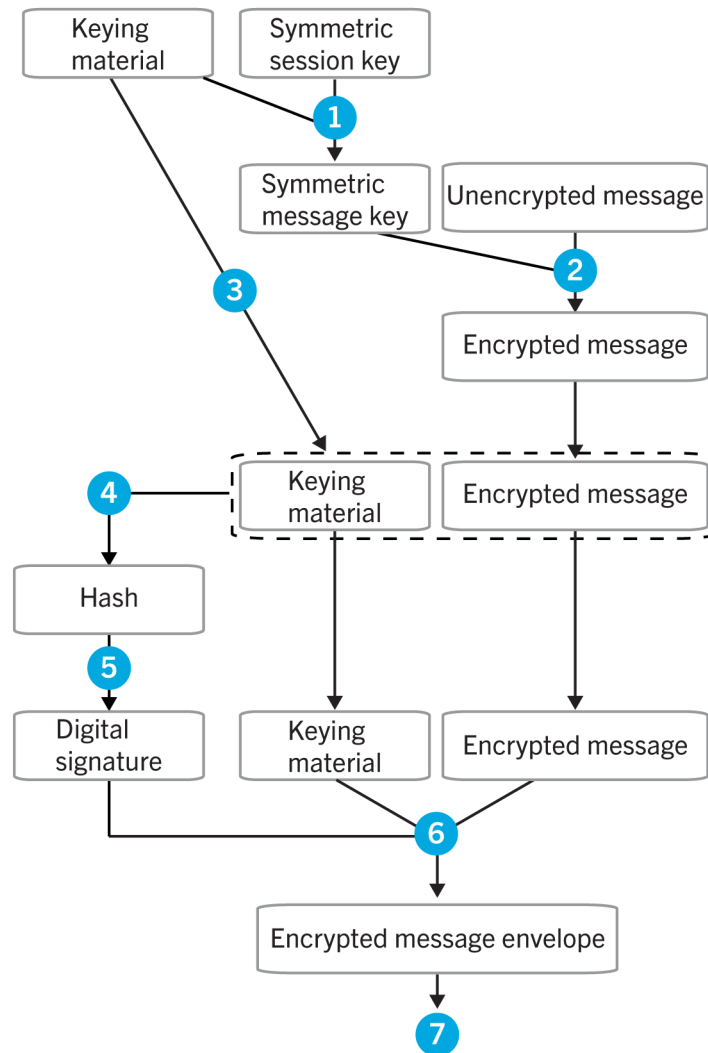 Keying
material
Symmetric
session key
1
Symmetric
message key
Unencrypted message
2
3
Encrypted message
4
Keying
material
Encrypted message
Hash
5
Digital
signature
Keying
material
Encrypted message
6
Encrypted message envelope
7